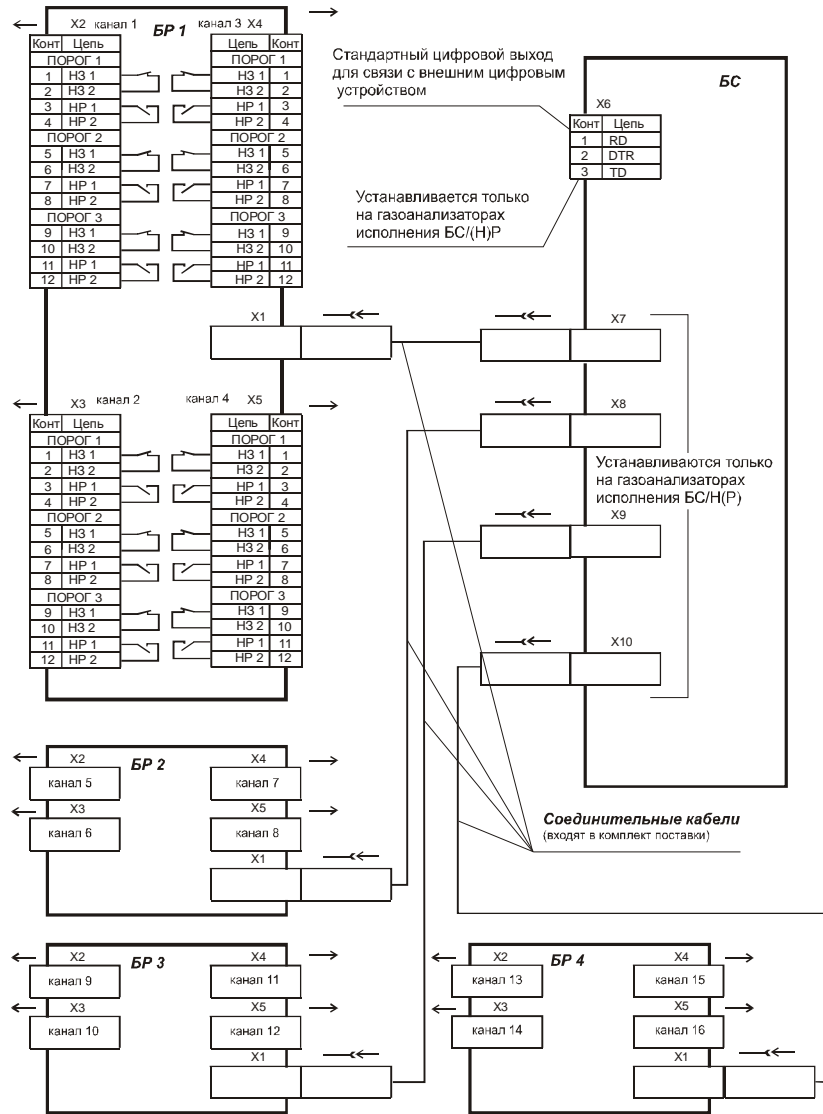 X2 канал 1
БР 1
канал 3 X4
Конт Цепь
ПОРОГ 1
1 НЗ 1
2 НЗ 2
3 НР 1
4 НР 2
ПОРОГ 2
5 НЗ 1
6 НЗ 2
7 НР 1
8 НР 2
ПОРОГ 3
9 НЗ 1
10 НЗ 2
11 НР 1
12 НР 2
Цепь Конт
ПОРОГ 1
НЗ 1 1
НЗ 2 2
НР 1 3
НР 2 4
ПОРОГ 2
НЗ 1 5
НЗ 2 6
НР 1 7
НР 2 8
ПОРОГ 3
НЗ 1 9
НЗ 2 10
НР 1 11
НР 2 12
X1
X3 канал 2
канал 4 X5
Конт Цепь
ПОРОГ 1
1 НЗ 1
2 НЗ 2
3 НР 1
4 НР 2
ПОРОГ 2
5 НЗ 1
6 НЗ 2
7 НР 1
8 НР 2
ПОРОГ 3
9 НЗ 1
10 НЗ 2
11 НР 1
12 НР 2
Цепь Конт
ПОРОГ 1
НЗ 1 1
НЗ 2 2
НР 1 3
НР 2 4
ПОРОГ 2
НЗ 1 5
НЗ 2 6
НР 1 7
НР 2 8
ПОРОГ 3
НЗ 1 9
НЗ 2 10
НР 1 11
НР 2 12
Стандартный цифровой выход
для связи с внешним цифровым
устройством
БС
X6
Конт Цепь
1 RD
2 DTR
3 TD
Устанавливается только
на газоанализаторах
исполнения БС/(Н)Р
X7
X8
Устанавливаются только
на газоанализаторах
исполнения БС/Н(Р)
X9
X10
Соединительные кабели
(входят в комплект поставки)
X2
БР 2
X4
канал 5
канал 7
X3
X5
канал 6
канал 8
X1
X2
БР 3
X4
канал 9
канал 11
X3
X5
канал 10
канал 12
X1
X2
БР 4
X4
канал 13
канал 15
X3
X5
канал 14
канал 16
X1